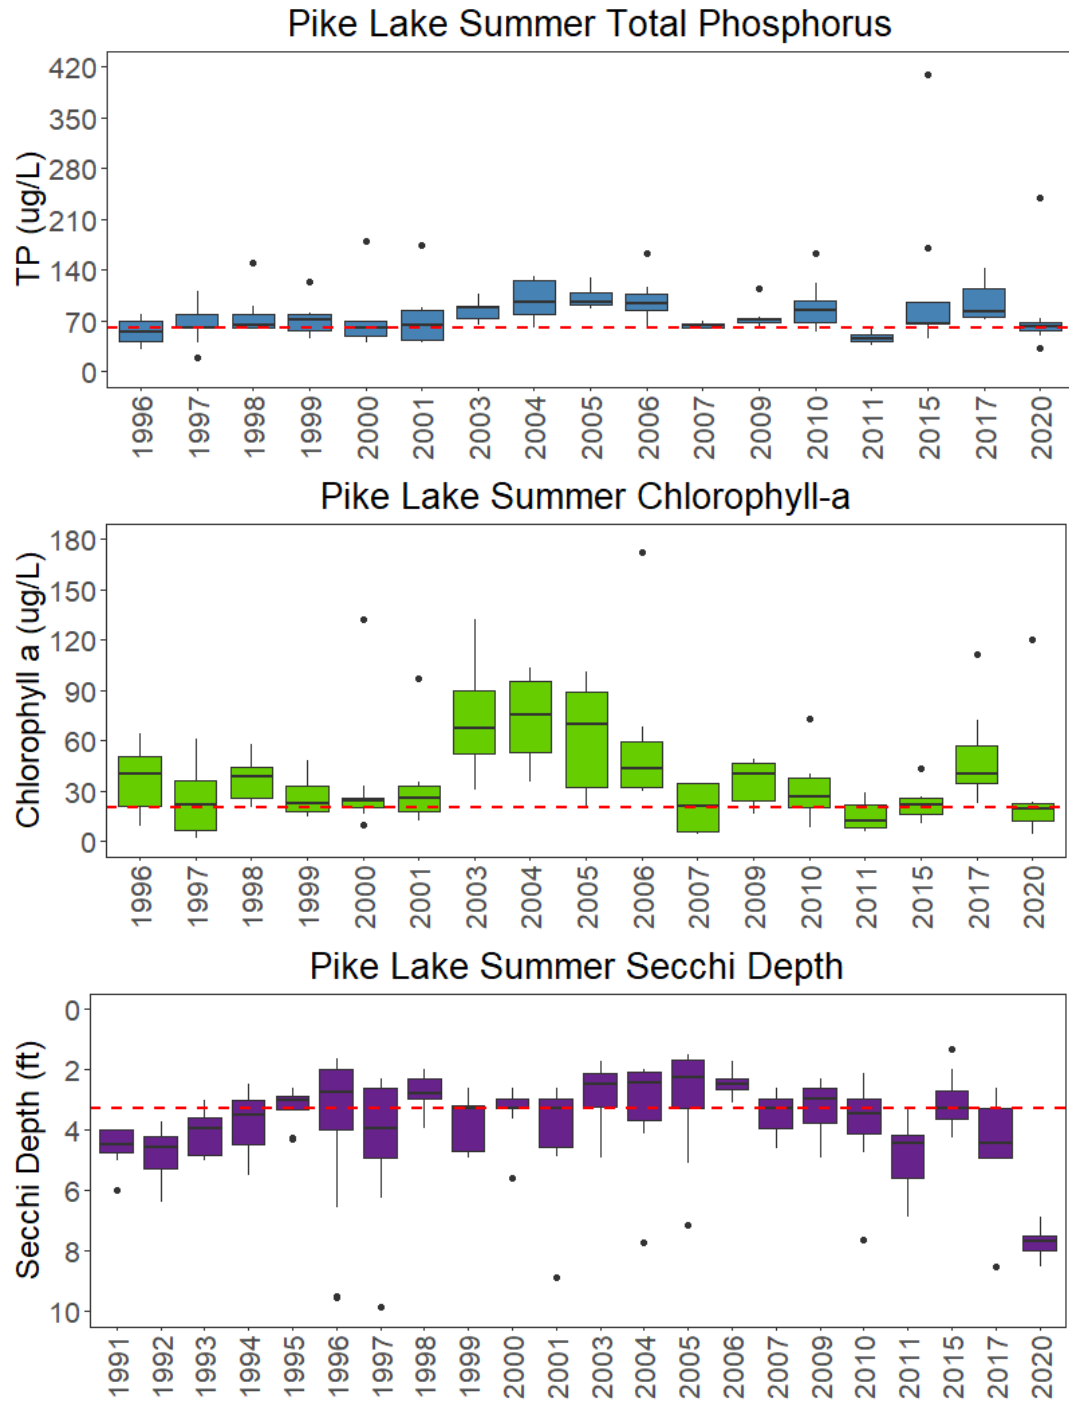 Pike Lake Summer Total Phosphorus
TP (ug/L)
420
350
280
210
140
70
0
1996 1997 1998 1999 2000 2001 2003 2004 2005 2006 2007 2009 2010 2011 2015 2017 2020
Pike Lake Summer Chlorophyll-a
Chlorophyll a (ug/L)
180
150
120
90
60
30
0
1996 1997 1998 1999 2000 2001 2003 2004 2005 2006 2007 2009 2010 2011 2015 2017 2020
Pike Lake Summer Secchi Depth
Secchi Depth (ft)
0
2
4
6
8
10
1991 1992 1993 1994 1995 1996 1997 1998 1999 2000 2001 2003 2004 2005 2006 2007 2009 2010 2011 2015 2017 2020